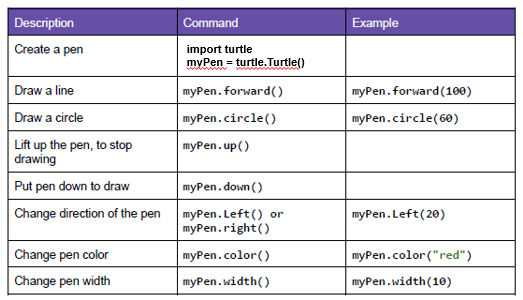 Description Command Example
Create a pen import turtle
myPen = turtle.Turtle()
Draw a line myPen.forward() myPen.forward(100)
Draw a circle myPen.circle() myPen.circle(60)
Lift up the pen, to stop myPen.up()
drawing
Put pen down to draw myPen.down()
Change direction of the pen myPen.Left() or myPen.Left(20)
myPen.right()
Change pen color myPen.color() myPen.color("red")
Change pen width myPen.width() myPen.width(10)